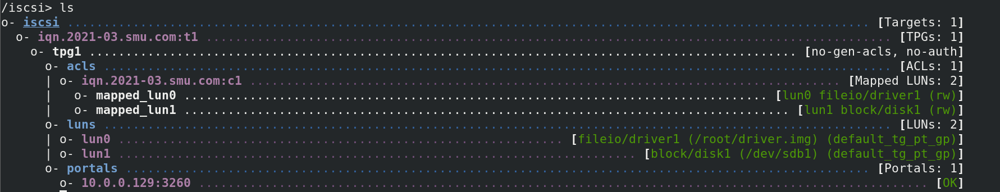 /iscsi> ls
o- iscsi .............................................................................................................. [Targets: 1]
  o- iqn.2021-03.smu.com:t1 .............................................................................................. [TPGs: 1]
    o- tpg1 ................................................................................................. [no-gen-acls, no-auth]
      o- acls ............................................................................................................ [ACLs: 1]
      | o- iqn.2021-03.smu.com:c1 ................................................................................. [Mapped LUNs: 2]
      |   o- mapped_lun0 ................................................................................ [lun0 fileio/driver1 (rw)]
      |   o- mapped_lun1 ................................................................................... [lun1 block/disk1 (rw)]
      o- luns ............................................................................................................ [LUNs: 2]
      | o- lun0 ............................................................. [fileio/driver1 (/root/driver.img) (default_tg_pt_gp)]
      | o- lun1 ....................................................................... [block/disk1 (/dev/sdb1) (default_tg_pt_gp)]
      o- portals ...................................................................................................... [Portals: 1]
        o- 10.0.0.129:3260 .................................................................................................... [OK]